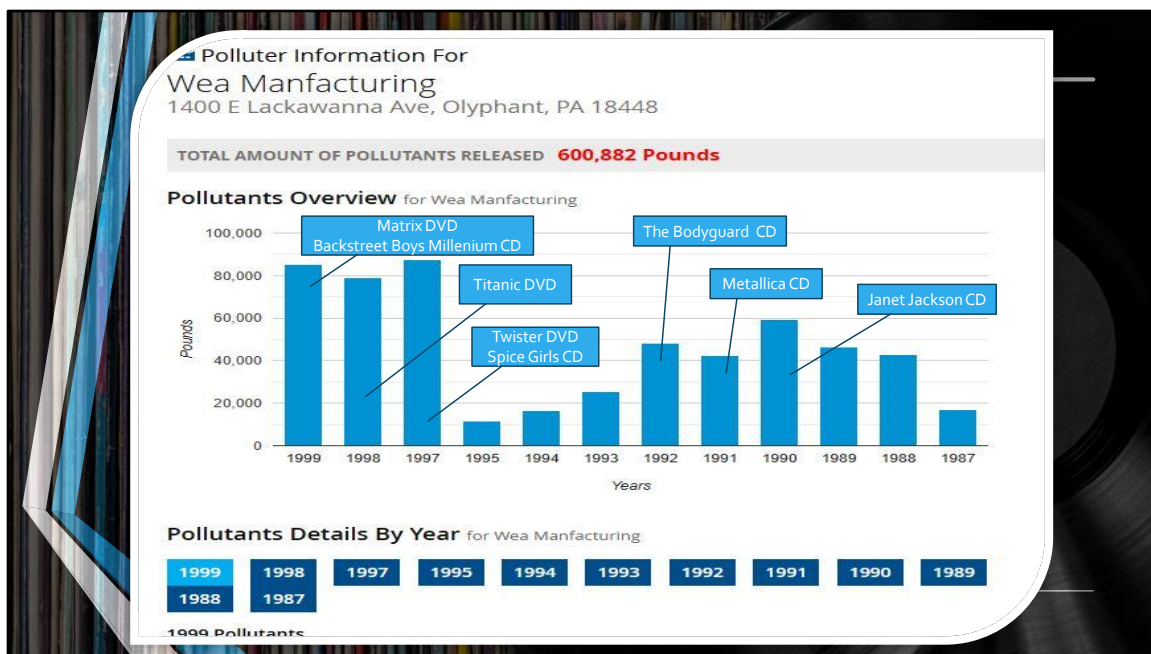 Polluter Information For
Wea Manfacturing
1400 E Lackawanna Ave, Olyphant, PA 18448
TOTAL AMOUNT OF POLLUTANTS RELEASED 600,882 Pounds
Pollutants Overview for Wea Manfacturing
100,000
80,000
60,000
40,000
20,000
0
Pounds
Matrix DVD
Backstreet Boys Millenium CD
Titanic DVD
Twister DVD
Spice Girls CD
The Bodyguard CD
Metallica CD
Janet Jackson CD
1999 1998 1997 1995 1994 1993 1992 1991 1990 1989 1988 1987
Years
Pollutants Details By Year for Wea Manfacturing
1999 1998 1997 1995 1994 1993 1992 1991 1990 1989
1988 1987
1999 Pollutants